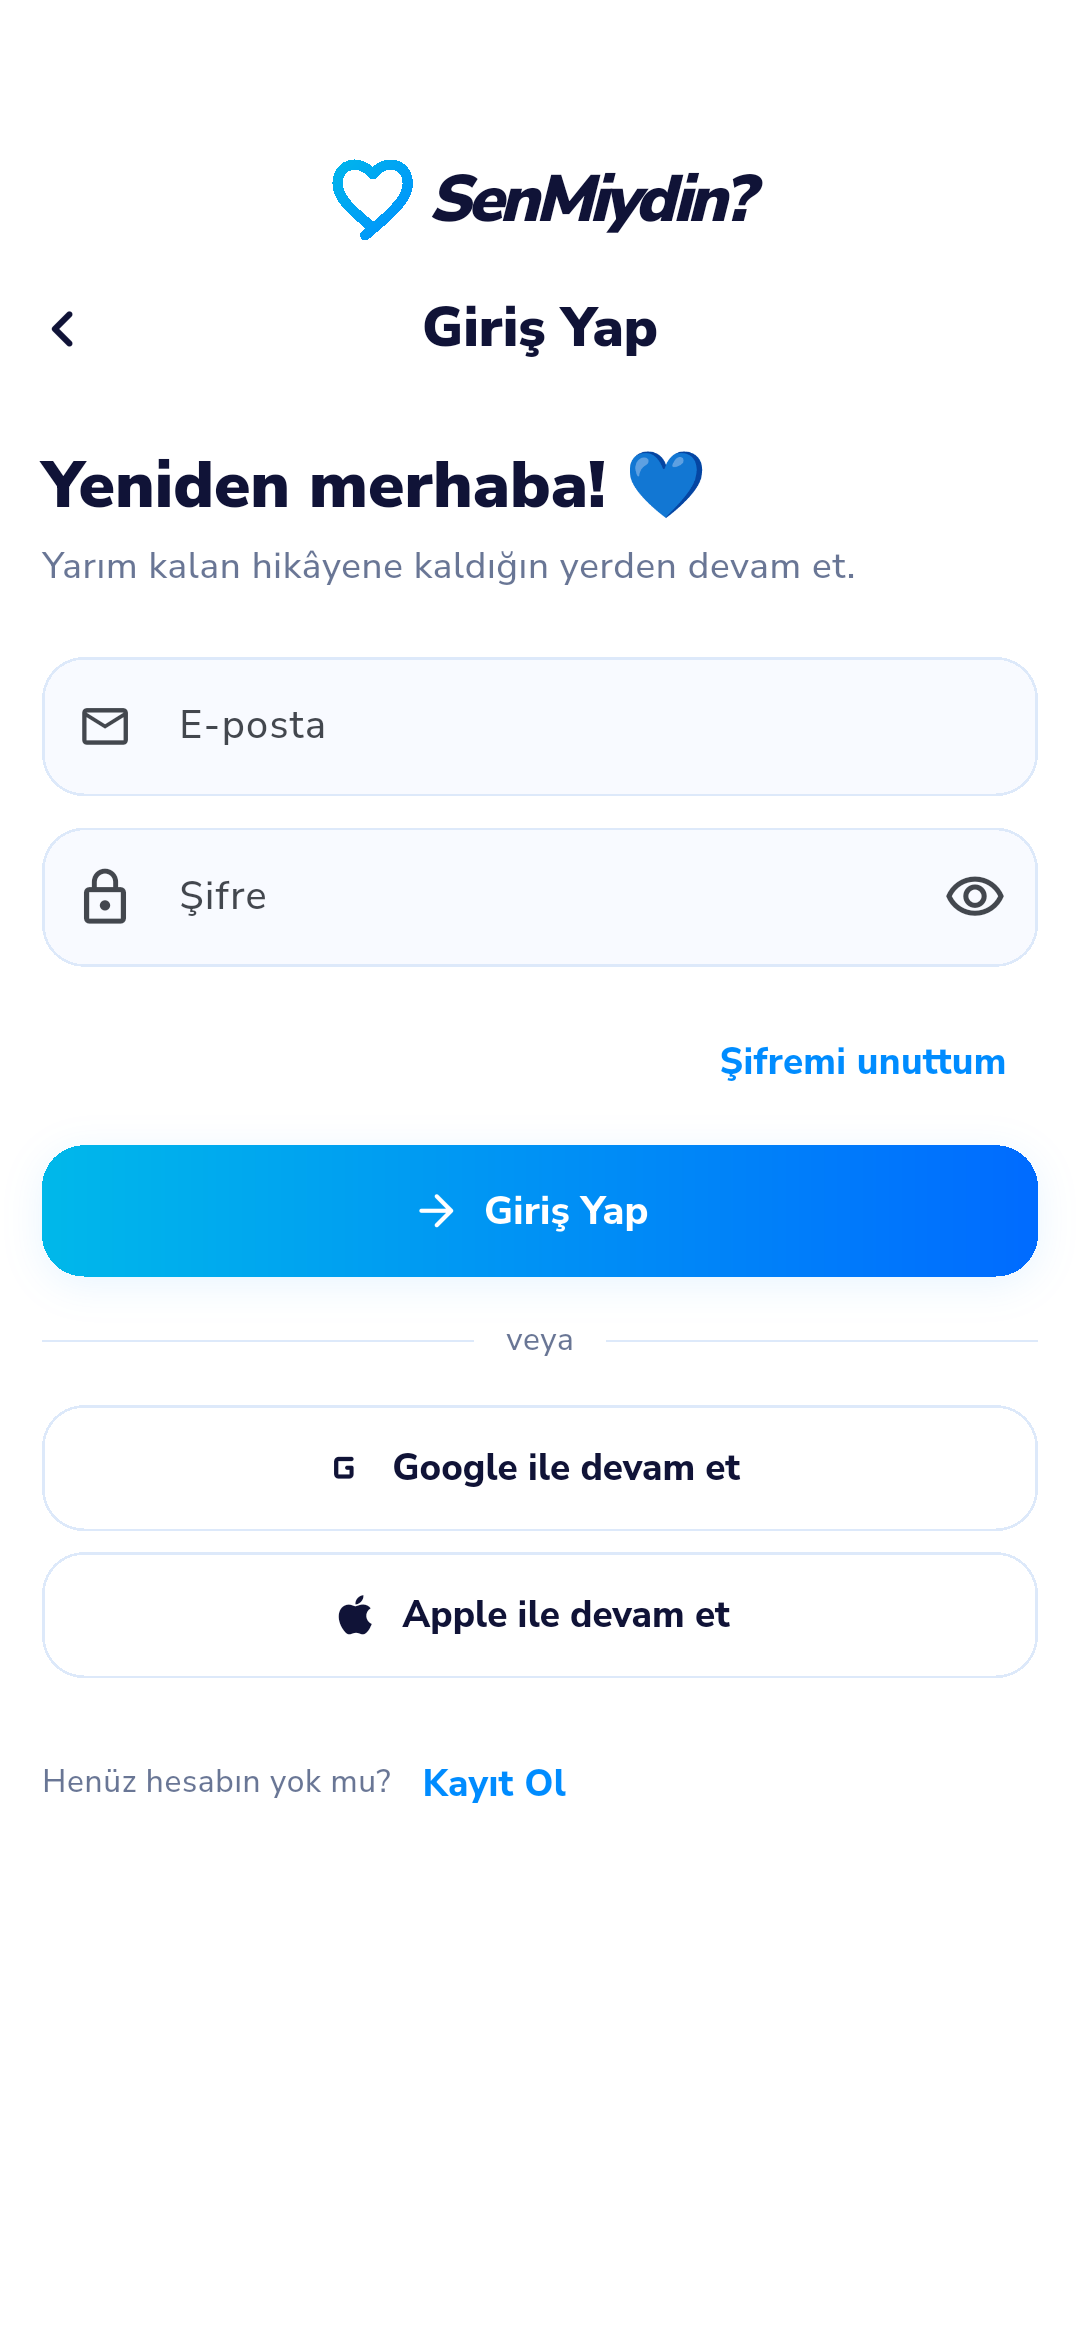 SenMiydin?
Giriş Yap
Yeniden merhaba! 💙
Yarım kalan hikâyene kaldığın yerden devam et.
E-posta
Şifre
Şifremi unuttum
Giriş Yap
veya
G Google ile devam et
Apple ile devam et
Henüz hesabın yok mu? Kayıt Ol